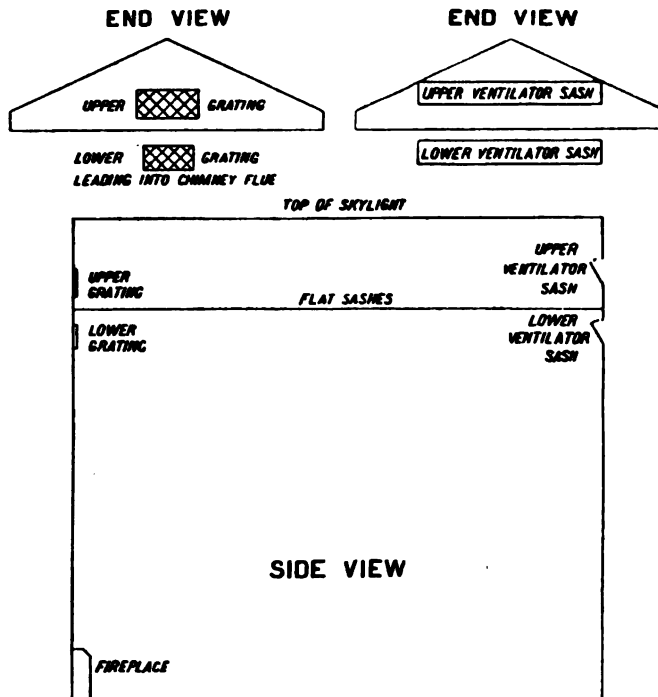 END VIEW
END VIEW
UPPER GRATING
UPPER VENTILATOR SASH
LOWER GRATING
LEADING INTO CHIMNEY FLUE
LOWER VENTILATOR SASH
TOP OF SKYLIGHT
UPPER
GRATING
UPPER
VENTILATOR
SASH
FLAT SASHES
LOWER
GRATING
LOWER
VENTILATOR
SASH
SIDE VIEW
FIREPLACE